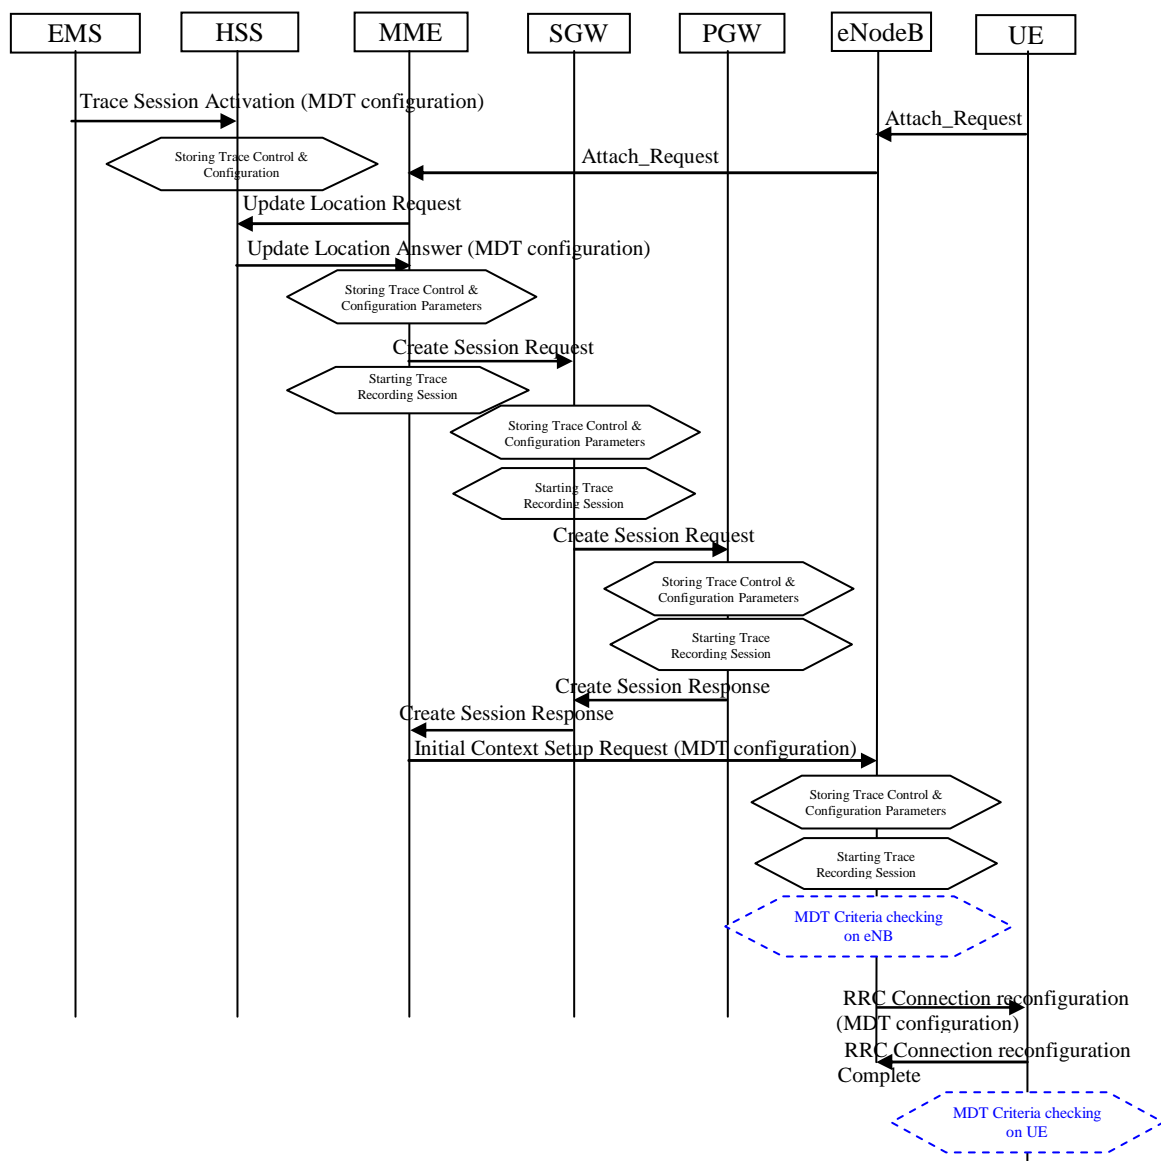 EMS
HSS
MME
SGW
PGW
eNodeB
UE
Trace Session Activation (MDT configuration)
Attach_Request
Storing Trace Control &
Configuration
Attach_Request
Update Location Request
Update Location Answer (MDT configuration)
Storing Trace Control &
Configuration Parameters
Create Session Request
Starting Trace
Recording Session
Storing Trace Control &
Configuration Parameters
Starting Trace
Recording Session
Create Session Request
Storing Trace Control &
Configuration Parameters
Starting Trace
Recording Session
Create Session Response
Create Session Response
Initial Context Setup Request (MDT configuration)
Storing Trace Control &
Configuration Parameters
Starting Trace
Recording Session
MDT Criteria checking
on eNB
RRC Connection reconfiguration
(MDT configuration)
RRC Connection reconfiguration
Complete
MDT Criteria checking
on UE